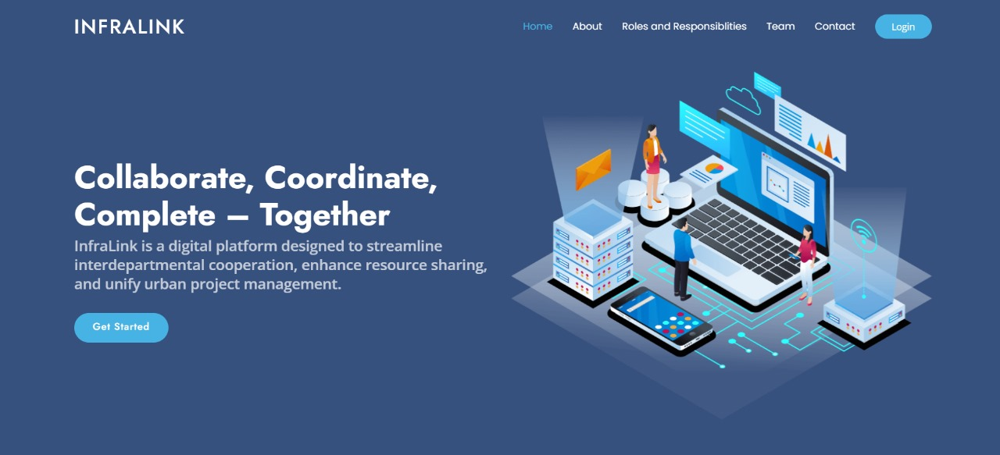 INFRALINK
Home About Roles and Responsiblities Team Contact Login
Collaborate, Coordinate,
Complete – Together
InfraLink is a digital platform designed to streamline
interdepartmental cooperation, enhance resource sharing,
and unify urban project management.
Get Started